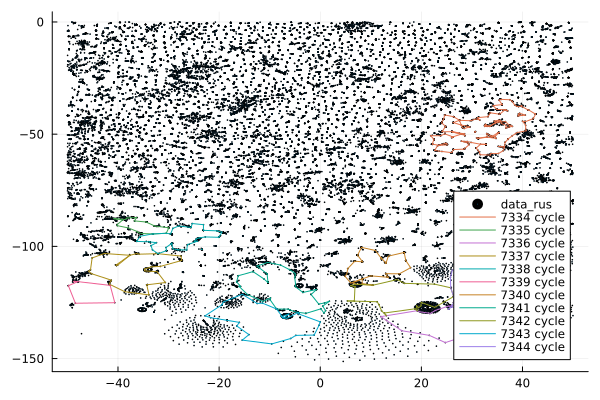 0
−50
−100
−150
−40
−20
0
20
40
data_rus
7334 cycle
7335 cycle
7336 cycle
7337 cycle
7338 cycle
7339 cycle
7340 cycle
7341 cycle
7342 cycle
7343 cycle
7344 cycle